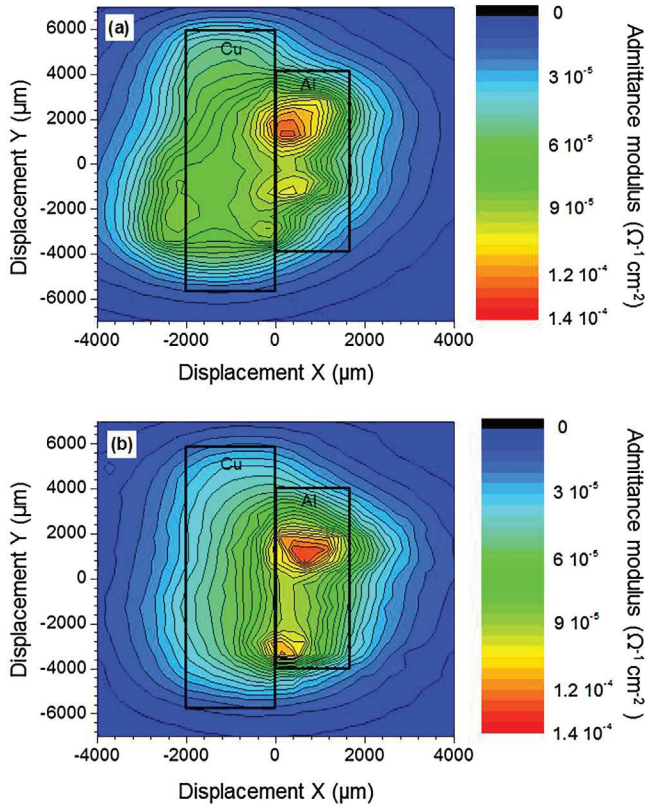 (a)
Cu
Al
6000
4000
2000
0
-2000
-4000
-6000
Displacement Y (µm)
-4000 -2000 0 2000 4000
Displacement X (µm)
0
3 10⁻⁵
6 10⁻⁵
9 10⁻⁵
1.2 10⁻⁴
1.4 10⁻⁴
Admittance modulus (Ω⁻¹ cm⁻²)
(b)
Cu
Al
6000
4000
2000
0
-2000
-4000
-6000
Displacement Y (µm)
-4000 -2000 0 2000 4000
Displacement X (µm)
0
3 10⁻⁵
6 10⁻⁵
9 10⁻⁵
1.2 10⁻⁴
1.4 10⁻⁴
Admittance modulus (Ω⁻¹ cm⁻²)